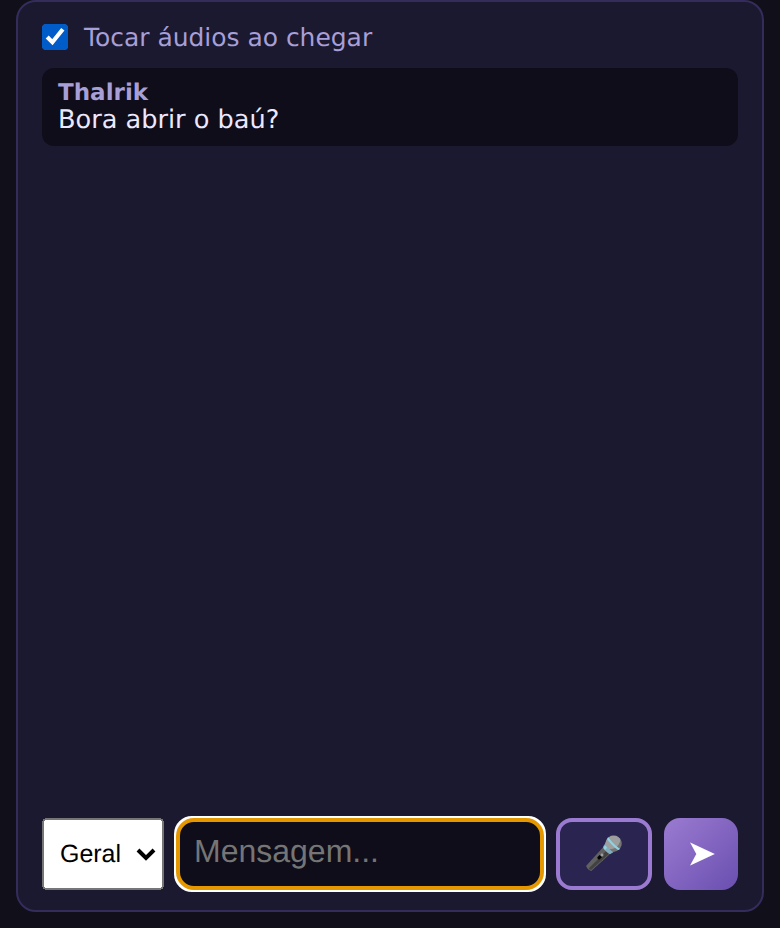 Tocar áudios ao chegar
Thalrik
Bora abrir o baú?
Geral
Mensagem...